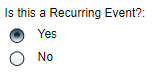 Is this a Recurring Event?:
Yes
No